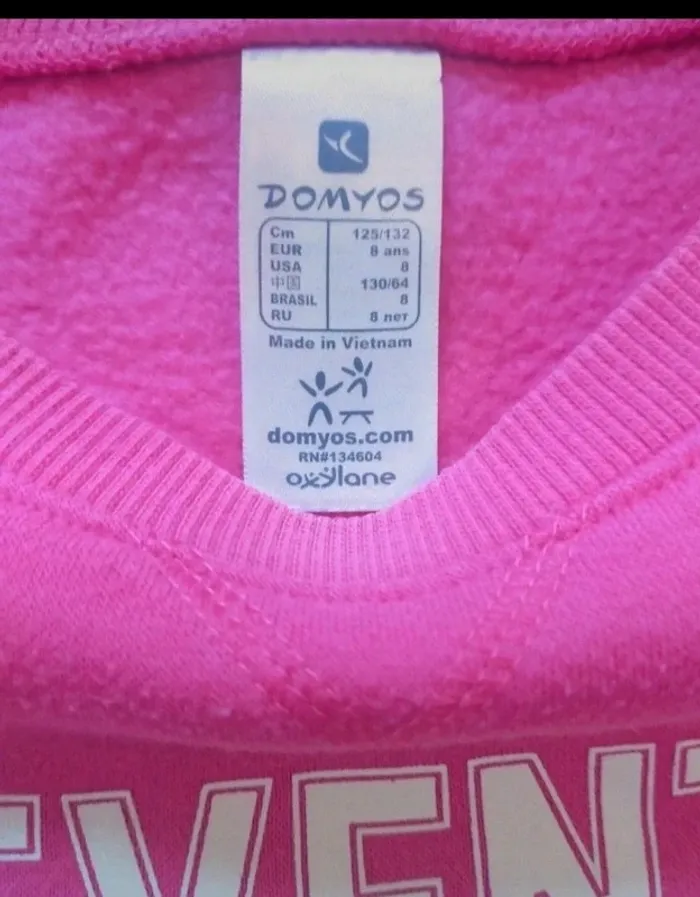 DOMYOS
Cm 125/132
EUR 8 ans
USA 8
中国 130/64
BRASIL 8
RU 8 лет
Made in Vietnam
domyos.com
RN#134604
oxylane
VEN